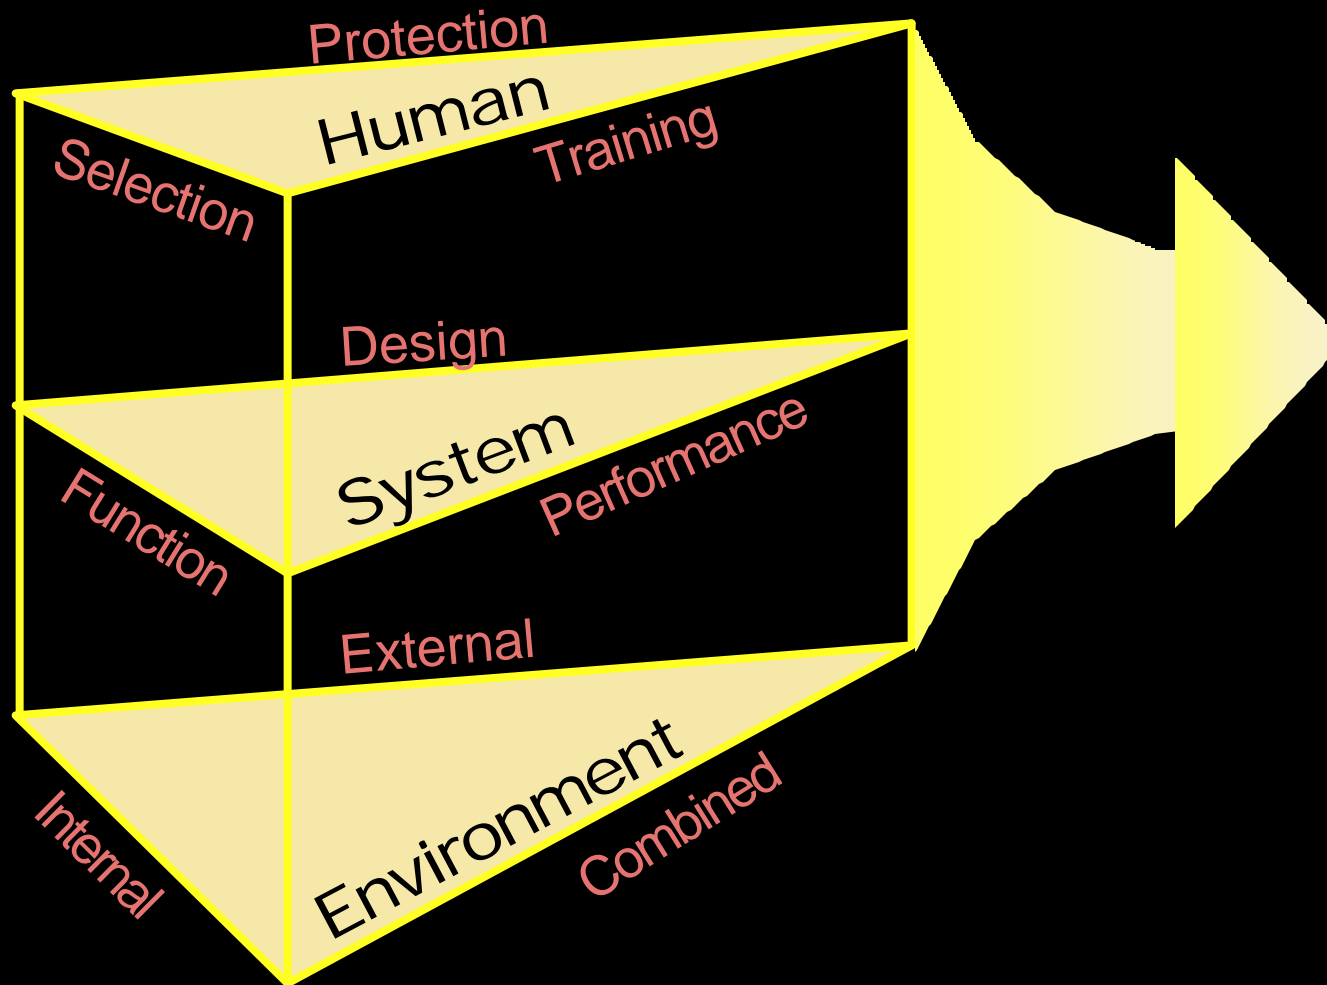 Protection
Human
Selection
Training
Design
System
Function
Performance
External
Environment
Internal
Combined